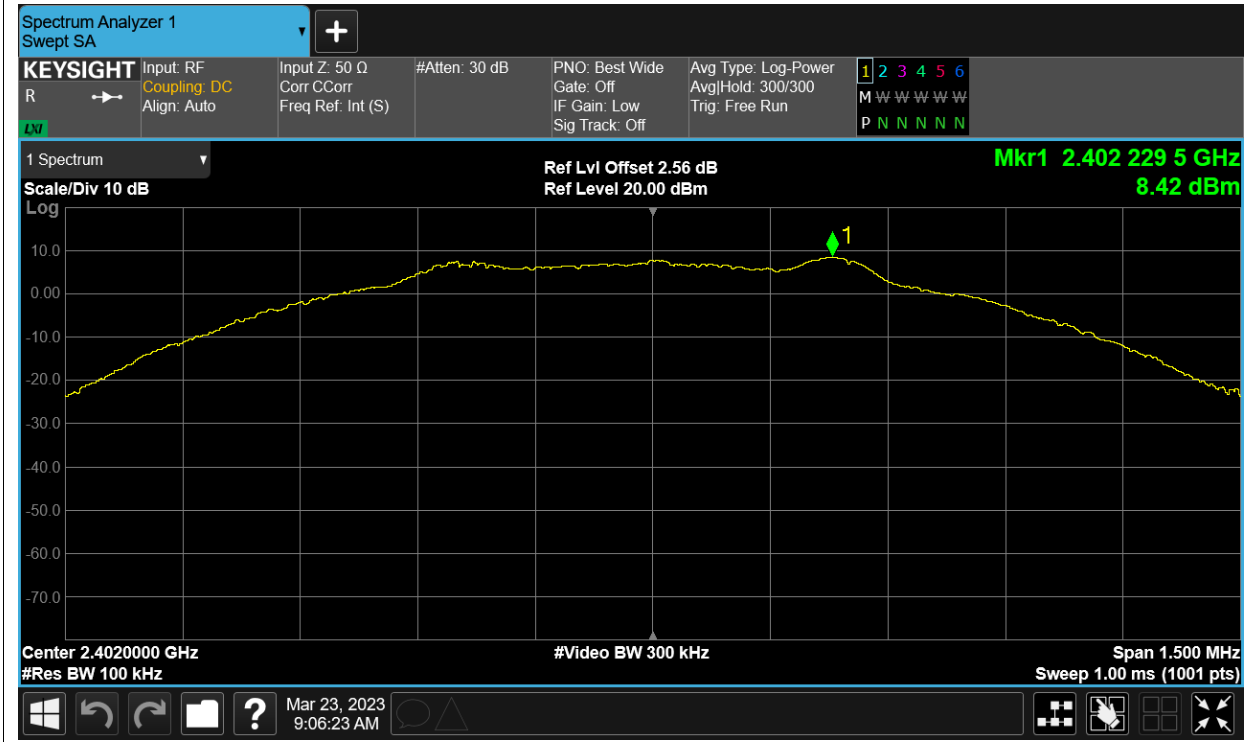 Spectrum Analyzer 1
Swept SA
KEYSIGHT
R
LXI
Input: RF
Coupling: DC
Align: Auto
Input Z: 50 Ω
Corr CCorr
Freq Ref: Int (S)
#Atten: 30 dB
PNO: Best Wide
Gate: Off
IF Gain: Low
Sig Track: Off
Avg Type: Log-Power
Avg|Hold: 300/300
Trig: Free Run
1 2 3 4 5 6
M W W W W W W
P N N N N N N
1 Spectrum
Scale/Div 10 dB
Log
Ref Lvl Offset 2.56 dB
Ref Level 20.00 dBm
Mkr1 2.402 229 5 GHz
8.42 dBm
1
10.0
0.00
-10.0
-20.0
-30.0
-40.0
-50.0
-60.0
-70.0
Center 2.4020000 GHz
#Video BW 300 kHz
Span 1.500 MHz
#Res BW 100 kHz
Sweep 1.00 ms (1001 pts)
?
Mar 23, 2023
9:06:23 AM